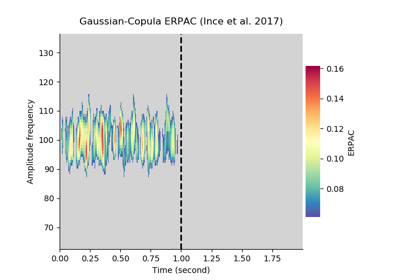 Gaussian-Copula ERPAC (Ince et al. 2017)
130
120
110
100
90
80
70
Amplitude frequency
0.00 0.25 0.50 0.75 1.00 1.25 1.50 1.75
Time (second)
0.16
0.14
0.12
0.10
0.08
ERPAC